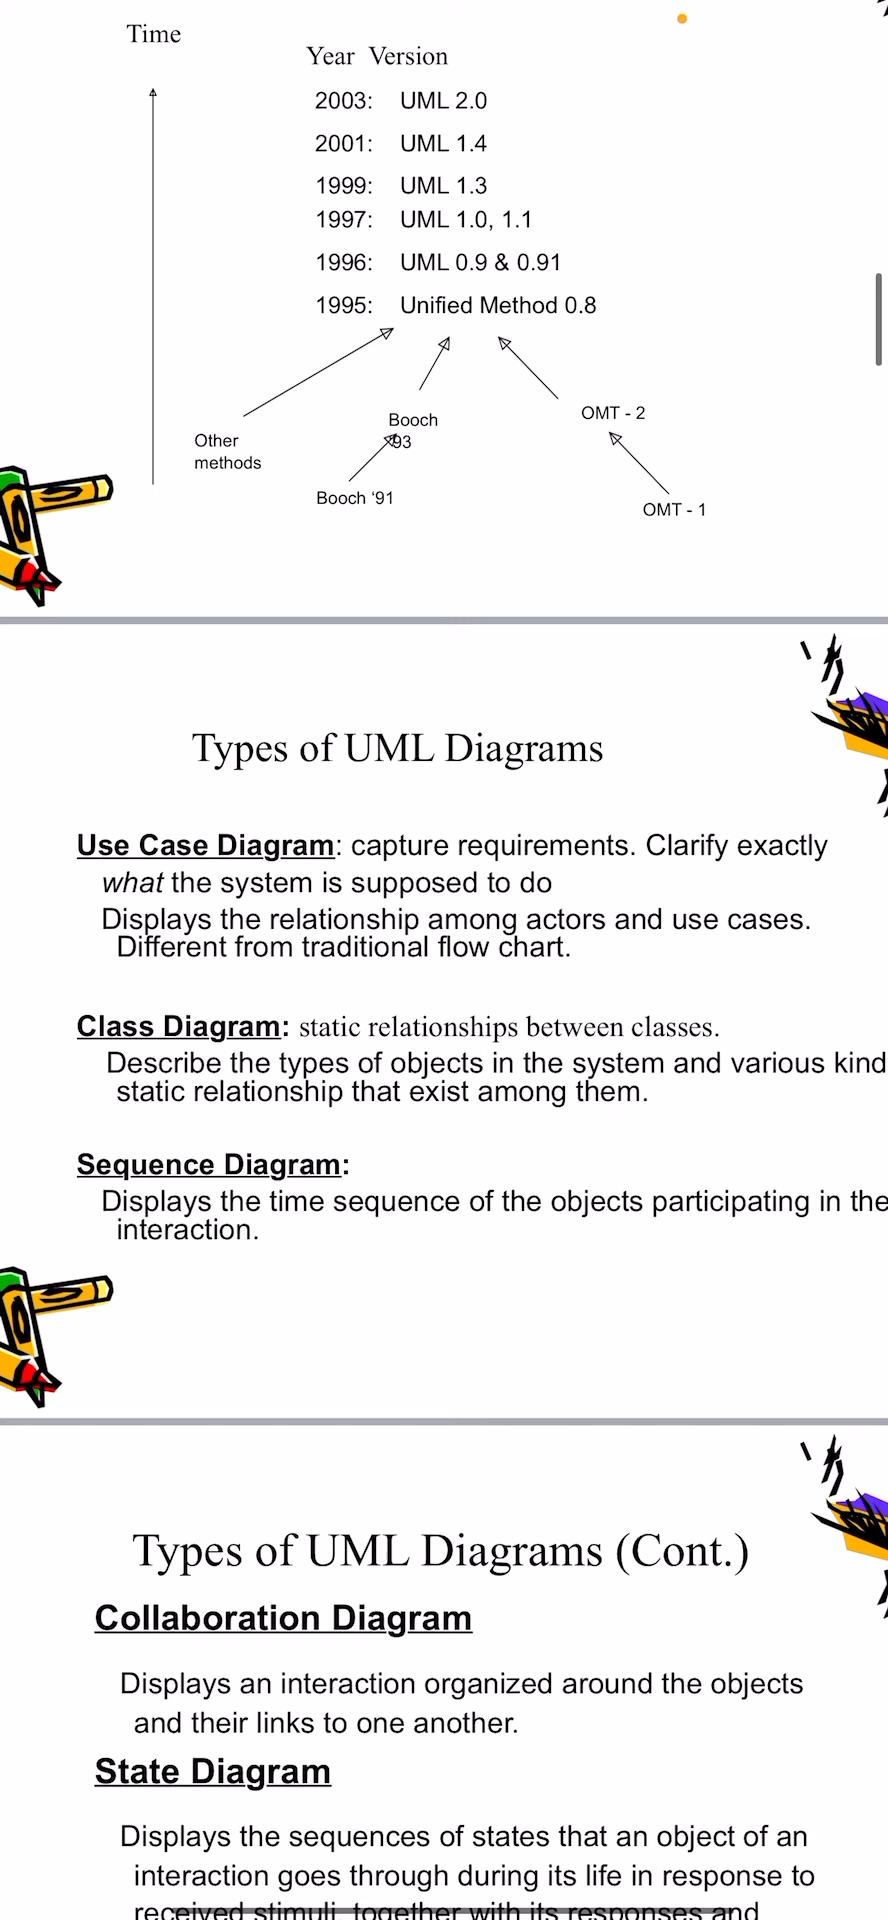 Time
Year Version
2003: UML 2.0
2001: UML 1.4
1999: UML 1.3
1997: UML 1.0, 1.1
1996: UML 0.9 & 0.91
1995: Unified Method 0.8
Other
methods
Booch
'93
OMT - 2
Booch ‘91
OMT - 1
Types of UML Diagrams
Use Case Diagram: capture requirements. Clarify exactly
what the system is supposed to do
Displays the relationship among actors and use cases.
Different from traditional flow chart.
Class Diagram: static relationships between classes.
Describe the types of objects in the system and various kind
static relationship that exist among them.
Sequence Diagram:
Displays the time sequence of the objects participating in the
interaction.
Types of UML Diagrams (Cont.)
Collaboration Diagram
Displays an interaction organized around the objects
and their links to one another.
State Diagram
Displays the sequences of states that an object of an
interaction goes through during its life in response to
received stimuli, together with its responses and